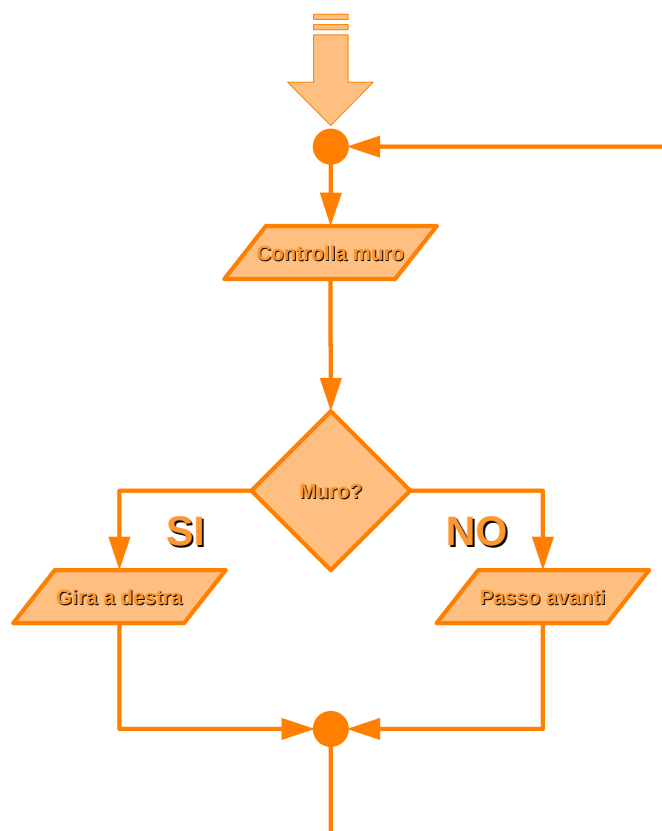 Controlla muro
Muro?
SI
NO
Gira a destra
Passo avanti